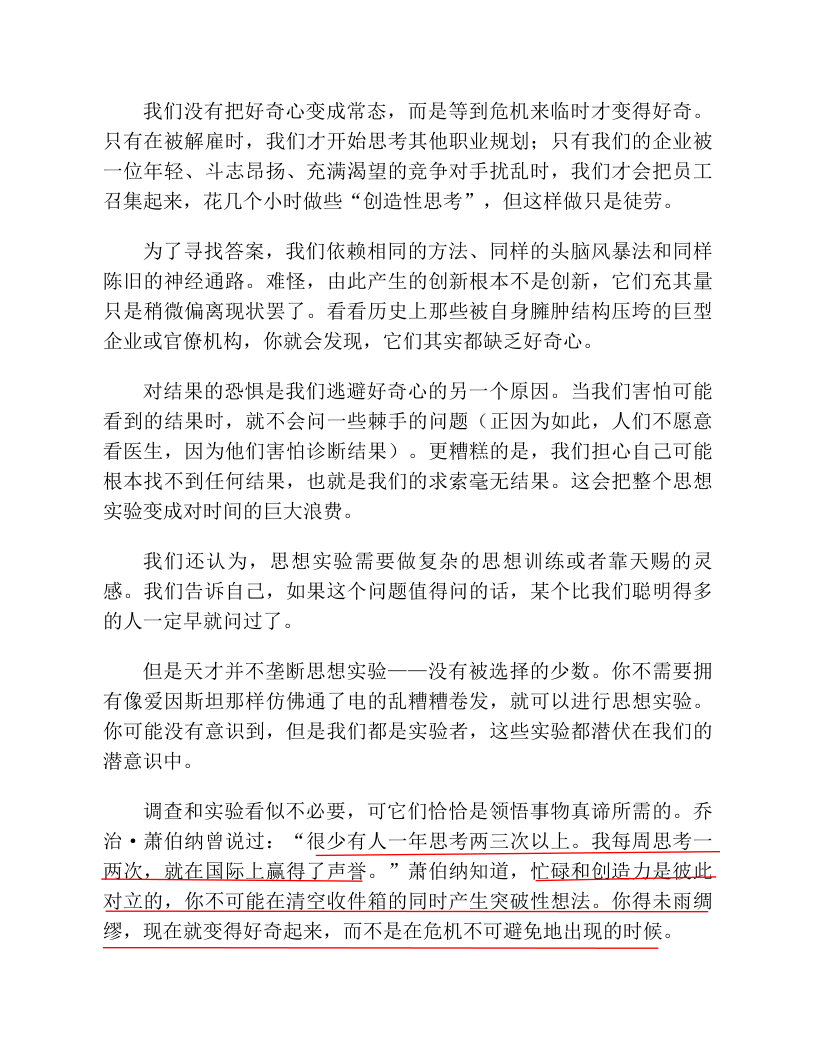 我们没有把好奇心变成常态，而是等到危机来临时才变得好奇。
只有在被解雇时，我们才开始思考其他职业规划；只有我们的企业被
一位年轻、斗志昂扬、充满渴望的竞争对手扰乱时，我们才会把员工
召集起来，花几个小时做些“创造性思考”，但这样做只是徒劳。
为了寻找答案，我们依赖相同的方法、同样的头脑风暴法和同样
陈旧的神经通路。难怪，由此产生的创新根本不是创新，它们充其量
只是稍微偏离现状罢了。看看历史上那些被自身臃肿结构压垮的巨型
企业或官僚机构，你就会发现，它们其实都缺乏好奇心。
对结果的恐惧是我们逃避好奇心的另一个原因。当我们害怕可能
看到的结果时，就不会问一些棘手的问题（正因为如此，人们不愿意
看医生，因为他们害怕诊断结果）。更糟糕的是，我们担心自己可能
根本找不到任何结果，也就是我们的求索毫无结果。这会把整个思想
实验变成对时间的巨大浪费。
我们还认为，思想实验需要做复杂的思想训练或者靠天赐的灵
感。我们告诉自己，如果这个问题值得问的话，某个比我们聪明得多
的人一定早就问过了。
但是天才并不垄断思想实验——没有被选择的少数。你不需要拥
有像爱因斯坦那样仿佛通了电的乱糟糟卷发，就可以进行思想实验。
你可能没有意识到，但是我们都是实验者，这些实验都潜伏在我们的
潜意识中。
调查和实验看似不必要，可它们恰恰是领悟事物真谛所需的。乔
治·萧伯纳曾说过：“很少有人一年思考两三次以上。我每周思考一
两次，就在国际上赢得了声誉。”萧伯纳知道，忙碌和创造力是彼此
对立的，你不可能在清空收件箱的同时产生突破性想法。你得未雨绸
缪，现在就变得好奇起来，而不是在危机不可避免地出现的时候。